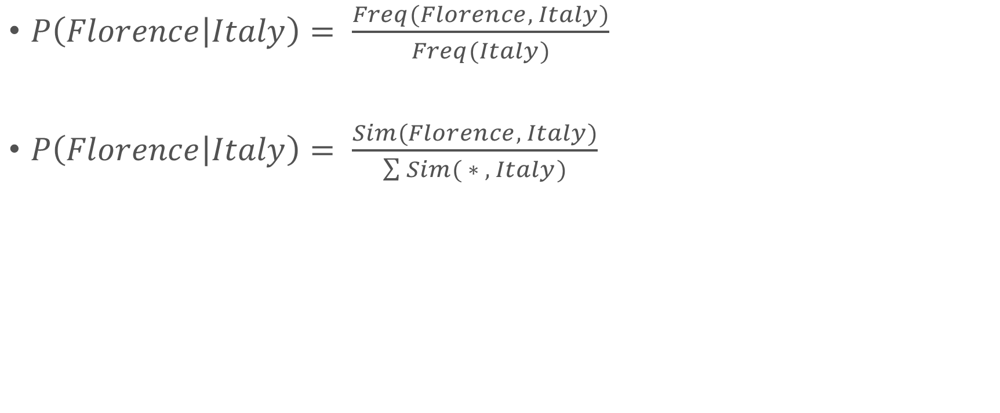 • P(Florence|Italy) = Freq(Florence, Italy) / Freq(Italy)
• P(Florence|Italy) = Sim(Florence, Italy) / ∑ Sim( ∗ , Italy)